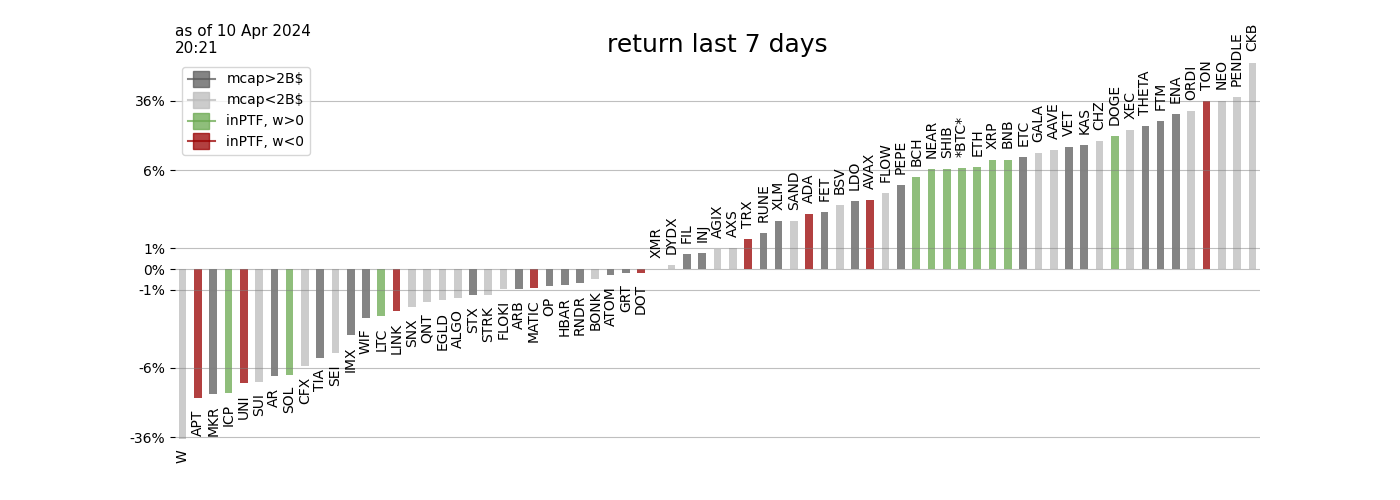 as of 10 Apr 2024
20:21
return last 7 days
mcap>2B$
mcap<2B$
inPTF, w>0
inPTF, w<0
36%
6%
1%
0%
-1%
-6%
-36%
W
APT
MKR
ICP
UNI
SUI
AR
SOL
CFX
TIA
SEI
IMX
WIF
LTC
LINK
SNX
QNT
EGLD
ALGO
STX
STRK
FLOKI
ARB
MATIC
OP
HBAR
RNDR
BONK
ATOM
GRT
DOT
XMR
DYDX
FIL
INJ
AGIX
AXS
TRX
RUNE
XLM
SAND
ADA
FET
BSV
LDO
AVAX
FLOW
PEPE
BCH
NEAR
SHIB
*BTC*
ETH
XRP
BNB
ETC
GALA
AAVE
VET
KAS
CHZ
DOGE
XEC
THETA
FTM
ENA
ORDI
TON
NEO
PENDLE
CKB